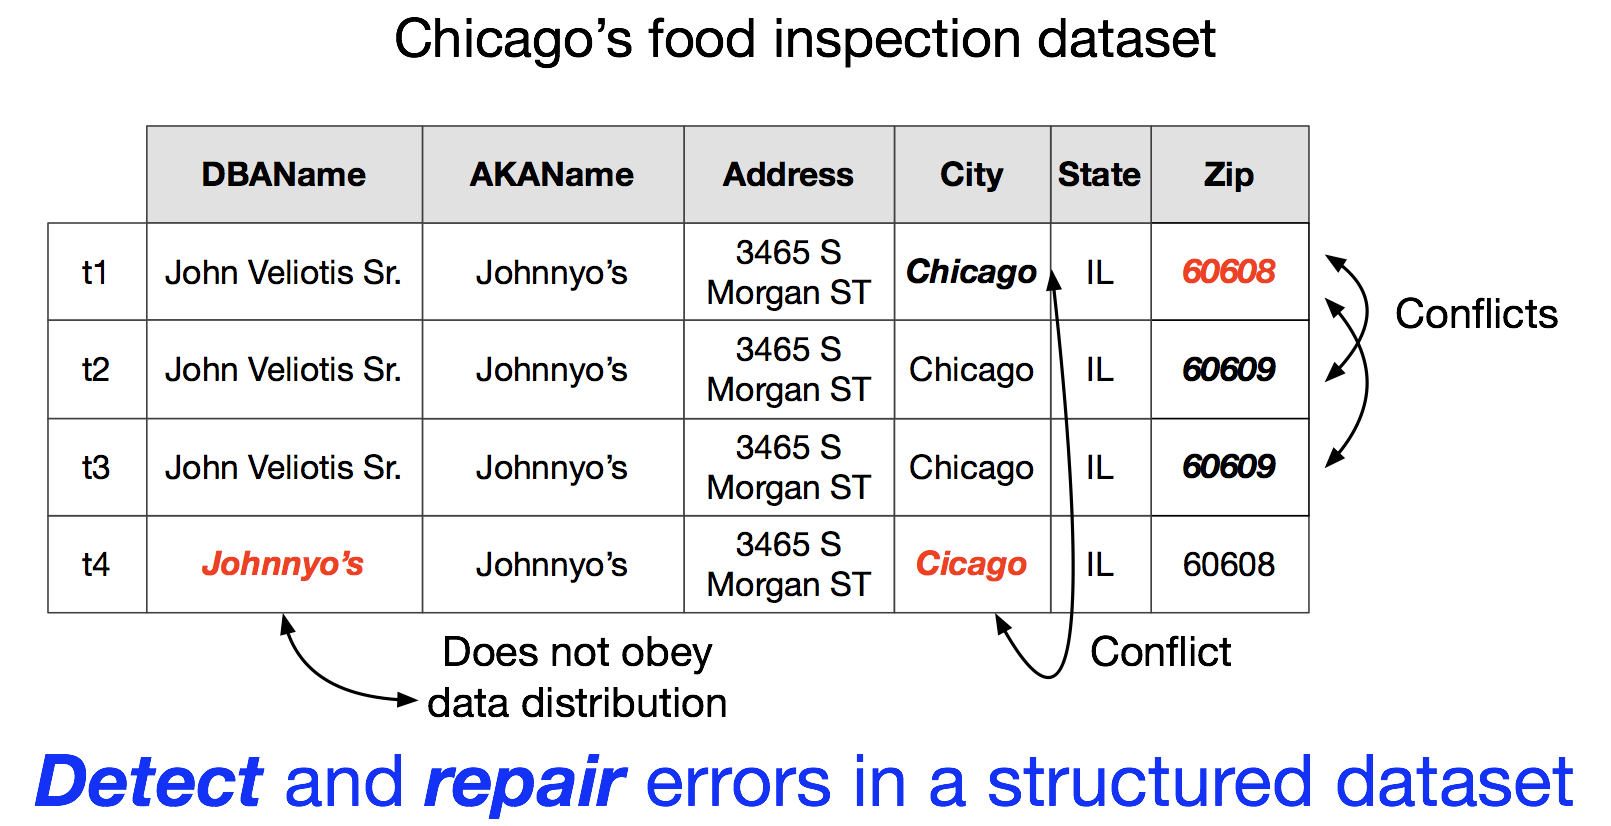 Chicago’s food inspection dataset
DBAName AKAName Address City State Zip
t1 John Veliotis Sr. Johnnyo’s 3465 S Morgan ST Chicago IL 60608
t2 John Veliotis Sr. Johnnyo’s 3465 S Morgan ST Chicago IL 60609
t3 John Veliotis Sr. Johnnyo’s 3465 S Morgan ST Chicago IL 60609
t4 Johnnyo’s Johnnyo’s 3465 S Morgan ST Cicago IL 60608
Conflicts
Does not obey
data distribution
Conflict
Detect and repair errors in a structured dataset